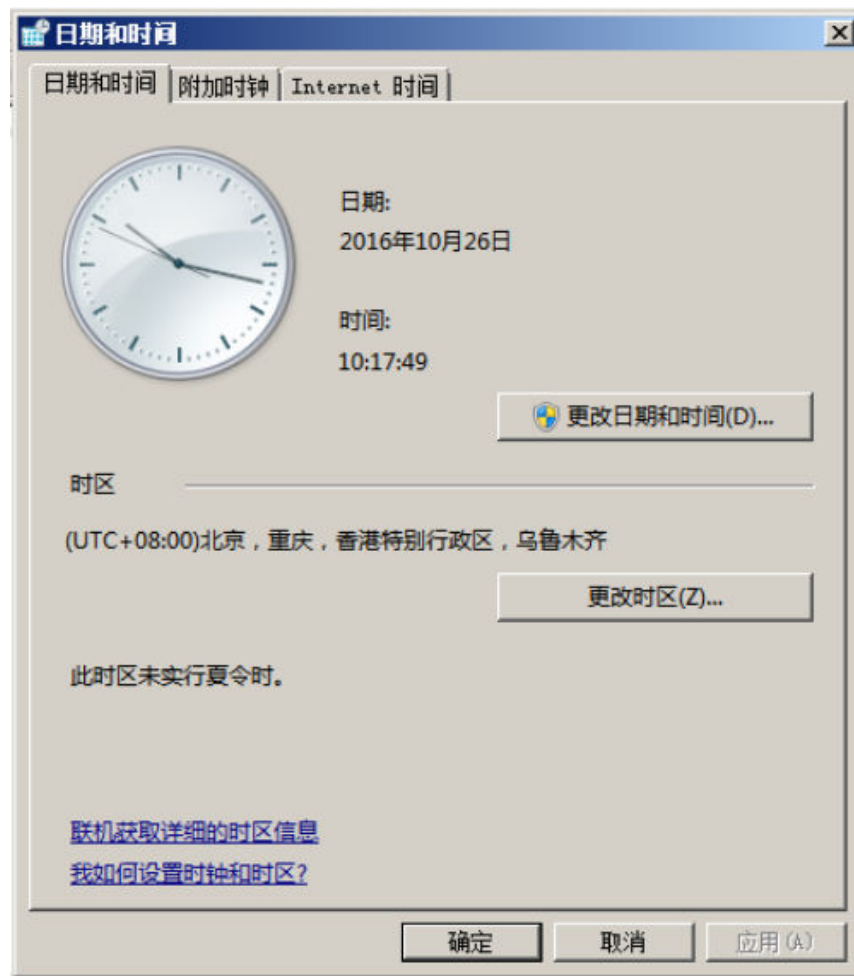 日期和时间
日期和时间 附加时钟 Internet 时间
日期:
2016年10月26日
时间:
10:17:49
更改日期和时间(D)...
时区
(UTC+08:00)北京，重庆，香港特别行政区，乌鲁木齐
更改时区(Z)...
此时区未实行夏令时。
联机获取详细的时区信息
我如何设置时钟和时区?
确定 取消 应用(A)